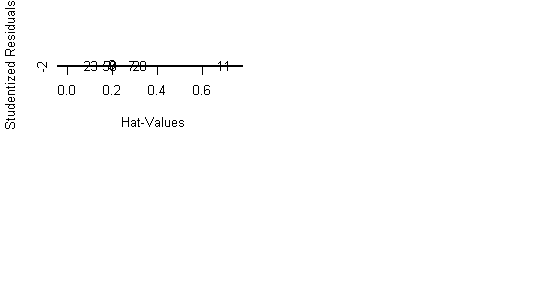 Studentized Residuals
-2
23 11
0.0 0.2 0.4 0.6
Hat-Values